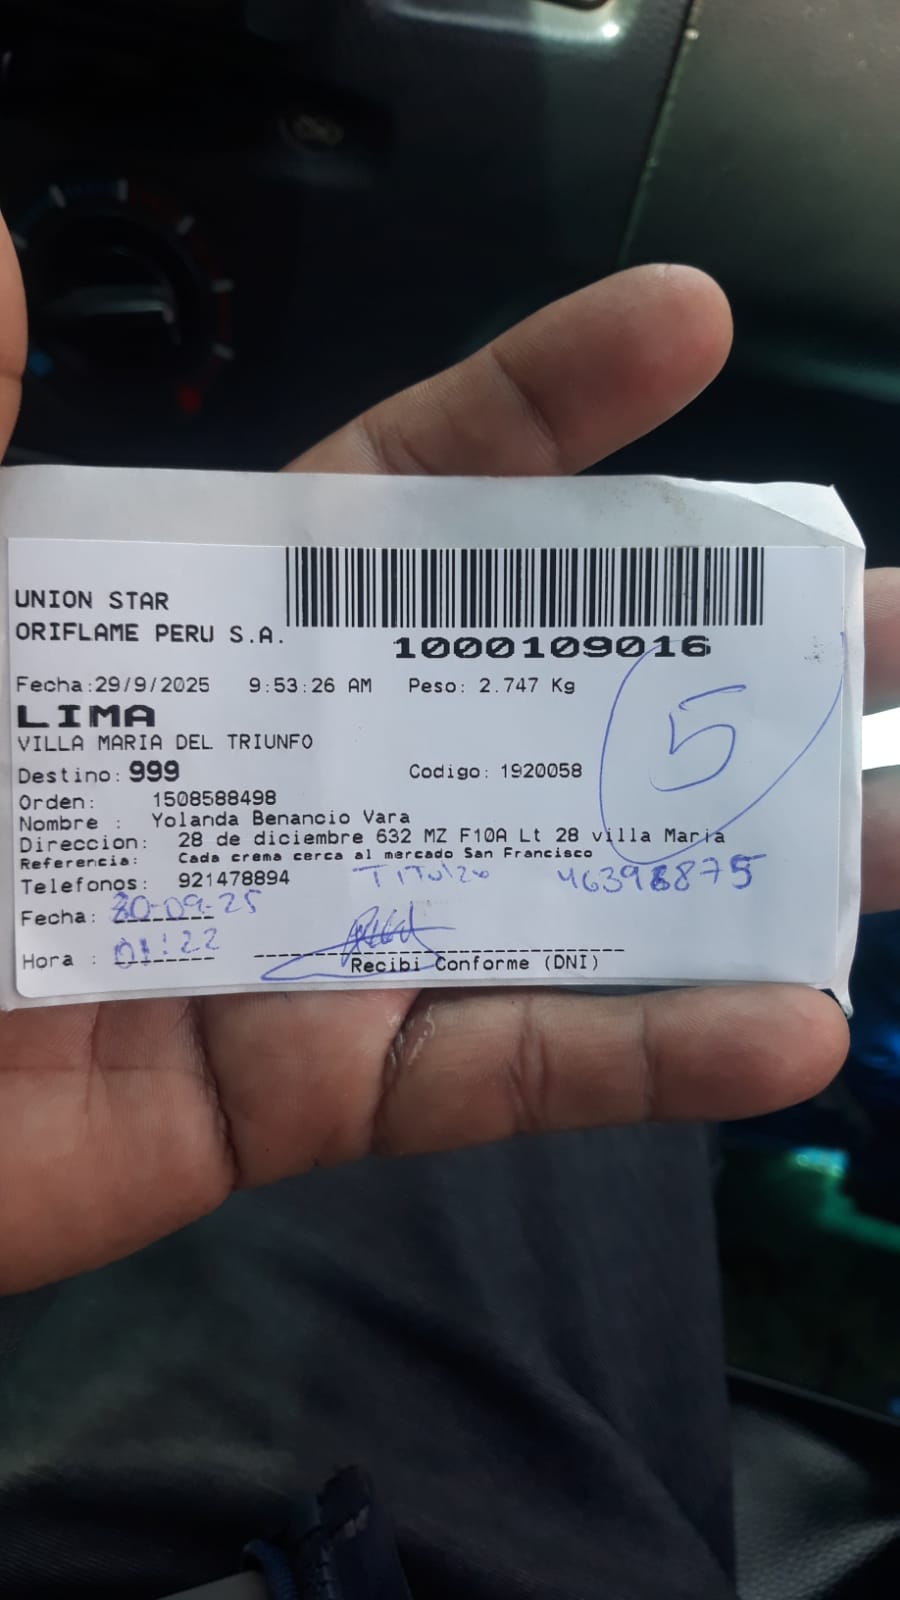 UNION STAR
ORIFLAME PERU S.A.
1000109016
Fecha:29/9/2025 9:53:26 AM Peso: 2.747 Kg
LIMA
VILLA MARIA DEL TRIUNFO
Destino: 999 Codigo: 1920058
5
Orden: 1508588498
Nombre : Yolanda Benancio Vara
Direccion: 28 de diciembre 632 MZ F10A Lt 28 villa Maria
Referencia: Cada crema cerca al mercado San Francisco
Telefonos: 921478894 TITULAR
Fecha: 30-09-25
Hora : 01:22
Recibi Conforme (DNI)